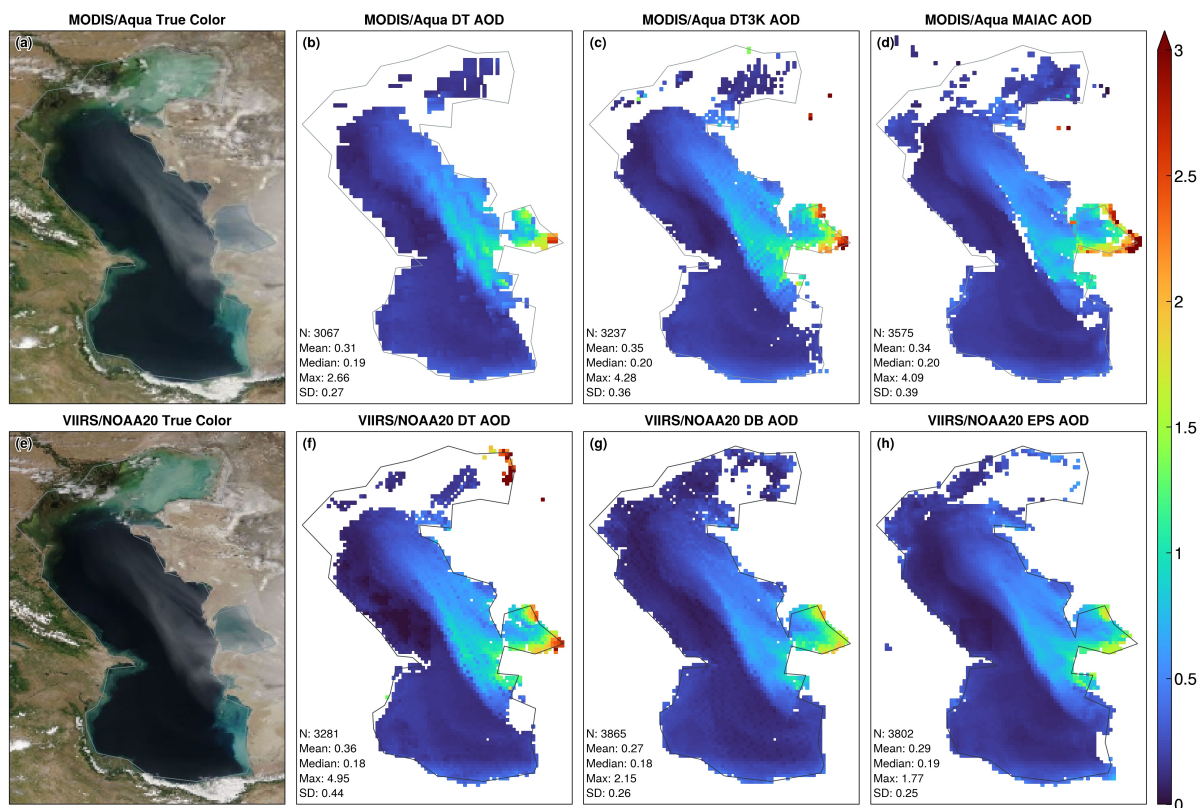 MODIS/Aqua True Color
MODIS/Aqua DT AOD
MODIS/Aqua DT3K AOD
MODIS/Aqua MAIAC AOD
(a)
(b)
(c)
(d)
N: 3067
Mean: 0.31
Median: 0.19
Max: 2.66
SD: 0.27
N: 3237
Mean: 0.35
Median: 0.20
Max: 4.28
SD: 0.36
N: 3575
Mean: 0.34
Median: 0.20
Max: 4.09
SD: 0.39
VIIRS/NOAA20 True Color
VIIRS/NOAA20 DT AOD
VIIRS/NOAA20 DB AOD
VIIRS/NOAA20 EPS AOD
(e)
(f)
(g)
(h)
N: 3281
Mean: 0.36
Median: 0.18
Max: 4.95
SD: 0.44
N: 3865
Mean: 0.27
Median: 0.18
Max: 2.15
SD: 0.26
N: 3802
Mean: 0.29
Median: 0.19
Max: 1.77
SD: 0.25
3
2.5
2
1.5
1
0.5
0